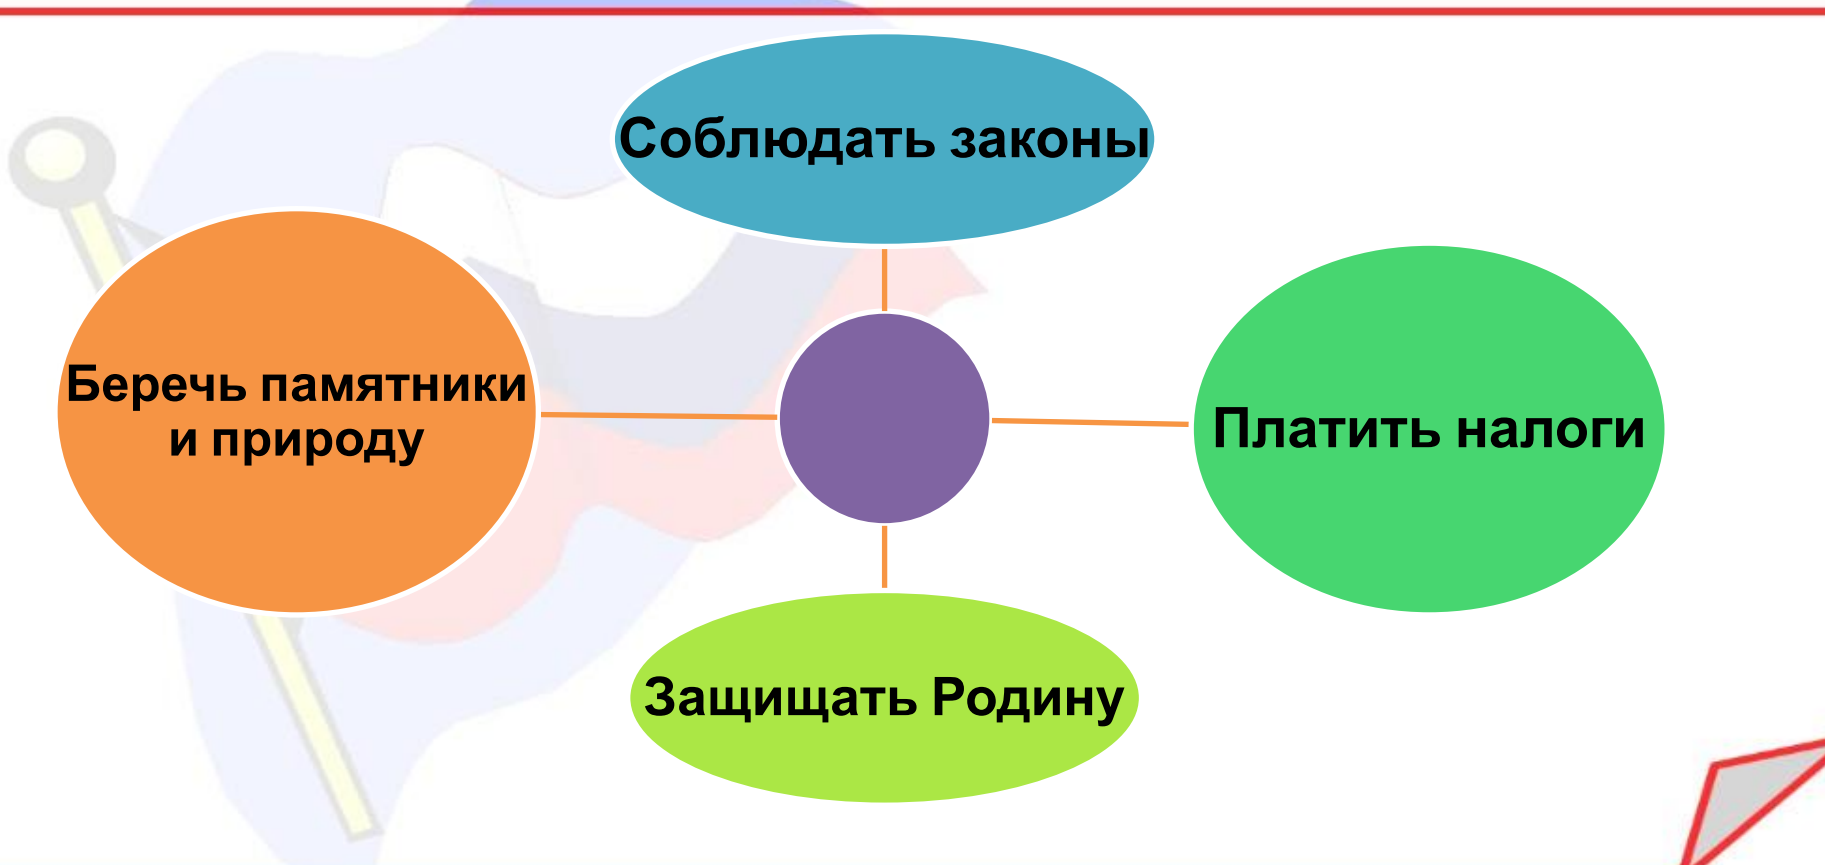 Соблюдать законы
Беречь памятники
и природу
Платить налоги
Защищать Родину